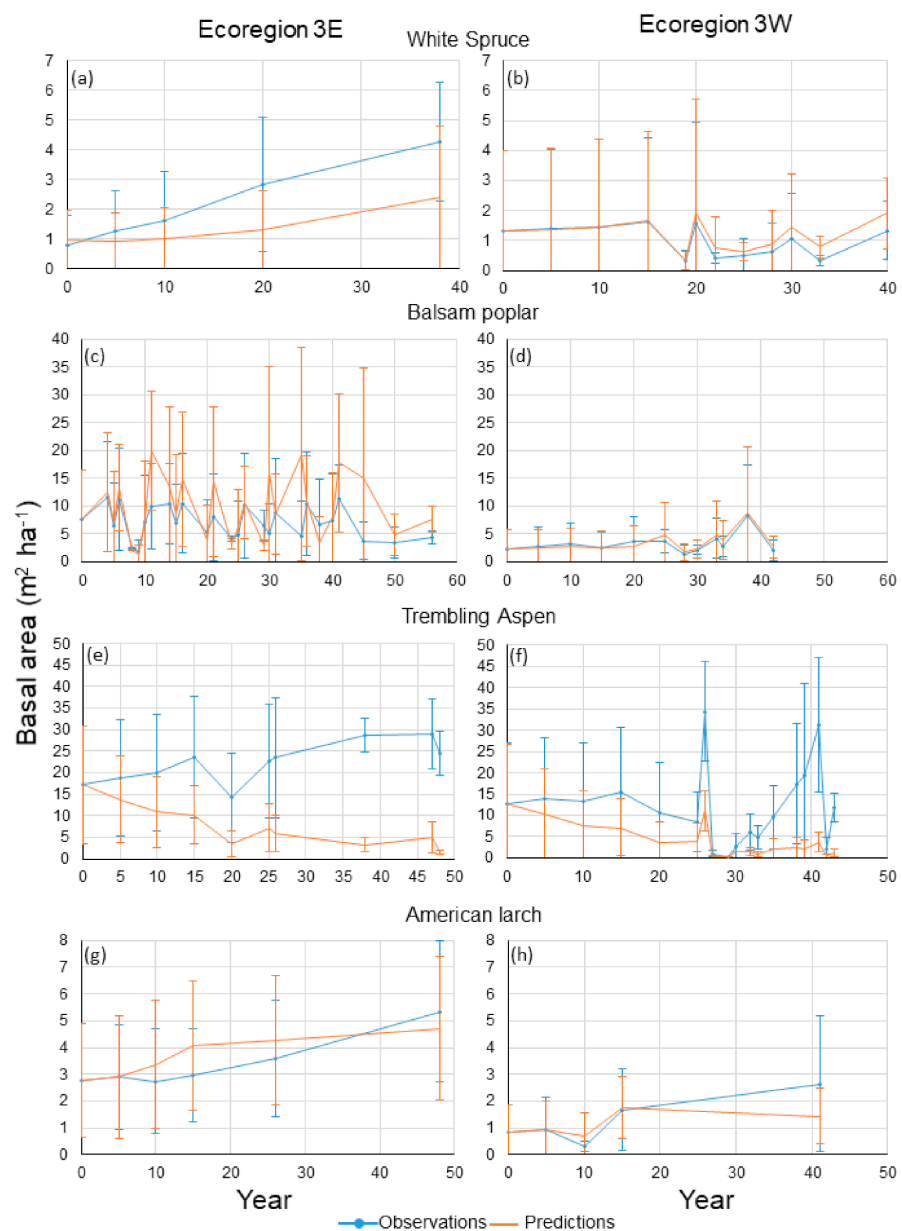 Ecoregion 3E
Ecoregion 3W
White Spruce
(a)
7
6
5
4
3
2
1
0
0 10 20 30 40
(b)
7
6
5
4
3
2
1
0
0 10 20 30 40
Balsam poplar
(c)
40
35
30
25
20
15
10
5
0
0 10 20 30 40 50 60
(d)
40
35
30
25
20
15
10
5
0
0 10 20 30 40 50 60
Basal area (m² ha⁻¹)
Trembling Aspen
(e)
50
45
40
35
30
25
20
15
10
5
0
0 5 10 15 20 25 30 35 40 45 50
(f)
50
45
40
35
30
25
20
15
10
5
0
0 10 20 30 40 50
American larch
(g)
8
7
6
5
4
3
2
1
0
0 10 20 30 40 50
(h)
8
7
6
5
4
3
2
1
0
0 10 20 30 40 50
Year
Year
Observations Predictions